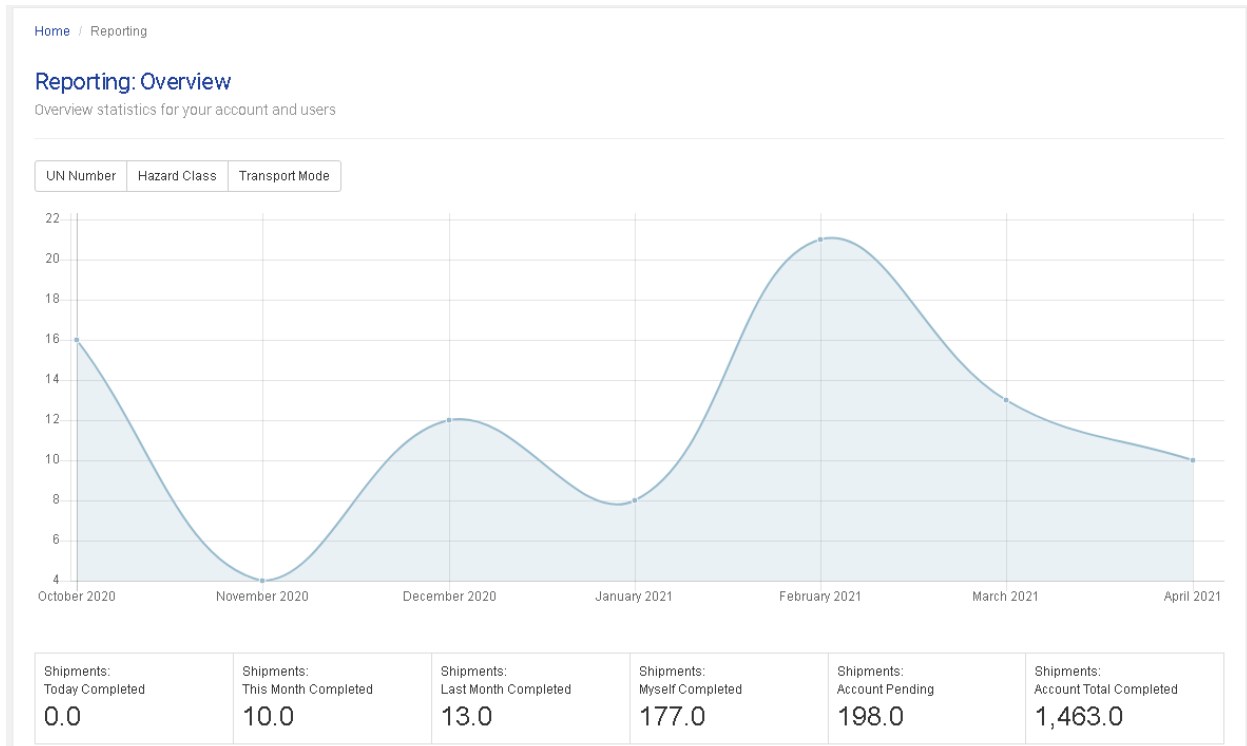 Home / Reporting
Reporting: Overview
Overview statistics for your account and users
UN Number Hazard Class Transport Mode
22
20
18
16
14
12
10
8
6
4
October 2020 November 2020 December 2020 January 2021 February 2021 March 2021 April 2021
Shipments:
Today Completed
0.0
Shipments:
This Month Completed
10.0
Shipments:
Last Month Completed
13.0
Shipments:
Myself Completed
177.0
Shipments:
Account Pending
198.0
Shipments:
Account Total Completed
1,463.0